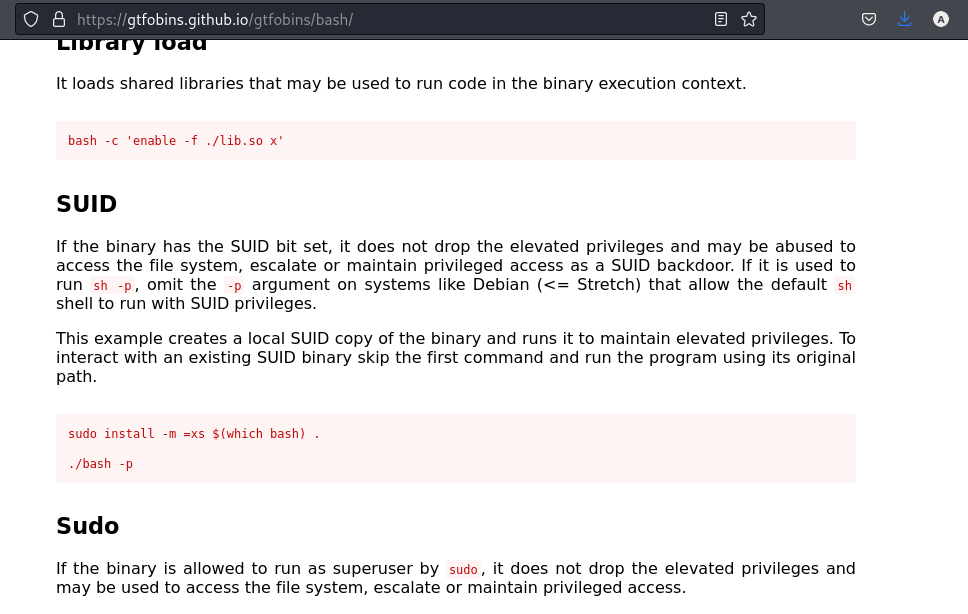 https://gtfobins.github.io/gtfobins/bash/
A
Library load
It loads shared libraries that may be used to run code in the binary execution context.
bash -c 'enable -f ./lib.so x'
SUID
If the binary has the SUID bit set, it does not drop the elevated privileges and may be abused to
access the file system, escalate or maintain privileged access as a SUID backdoor. If it is used to
run sh -p, omit the -p argument on systems like Debian (<= Stretch) that allow the default sh
shell to run with SUID privileges.
This example creates a local SUID copy of the binary and runs it to maintain elevated privileges. To
interact with an existing SUID binary skip the first command and run the program using its original
path.
sudo install -m =xs $(which bash) .
./bash -p
Sudo
If the binary is allowed to run as superuser by sudo, it does not drop the elevated privileges and
may be used to access the file system, escalate or maintain privileged access.